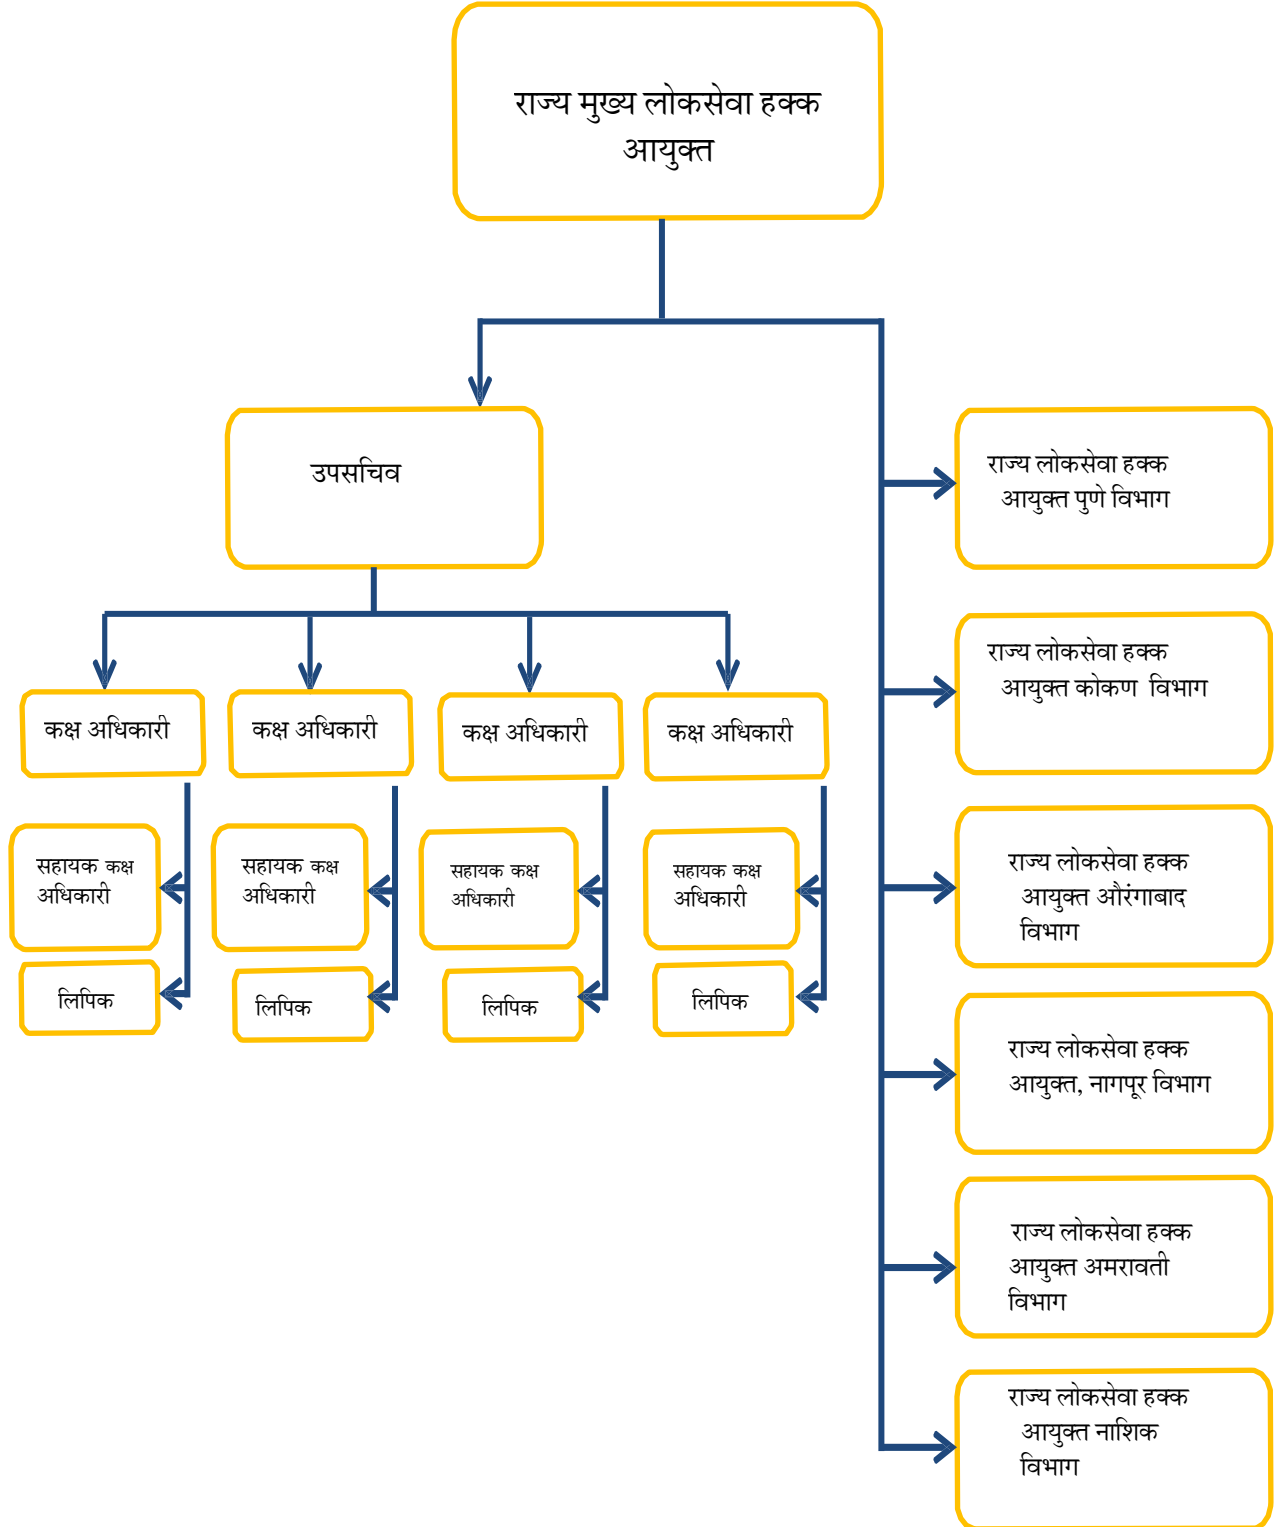 राज्य मुख्य लोकसेवा हक्क
आयुक्त
उपसचिव
राज्य लोकसेवा हक्क
आयुक्त पुणे विभाग
राज्य लोकसेवा हक्क
आयुक्त कोकण विभाग
कक्ष अधिकारी
कक्ष अधिकारी
कक्ष अधिकारी
कक्ष अधिकारी
सहायक कक्ष
अधिकारी
सहायक कक्ष
अधिकारी
सहायक कक्ष
अधिकारी
सहायक कक्ष
अधिकारी
लिपिक
लिपिक
लिपिक
लिपिक
राज्य लोकसेवा हक्क
आयुक्त औरंगाबाद
विभाग
राज्य लोकसेवा हक्क
आयुक्त, नागपूर विभाग
राज्य लोकसेवा हक्क
आयुक्त अमरावती
विभाग
राज्य लोकसेवा हक्क
आयुक्त नाशिक
विभाग